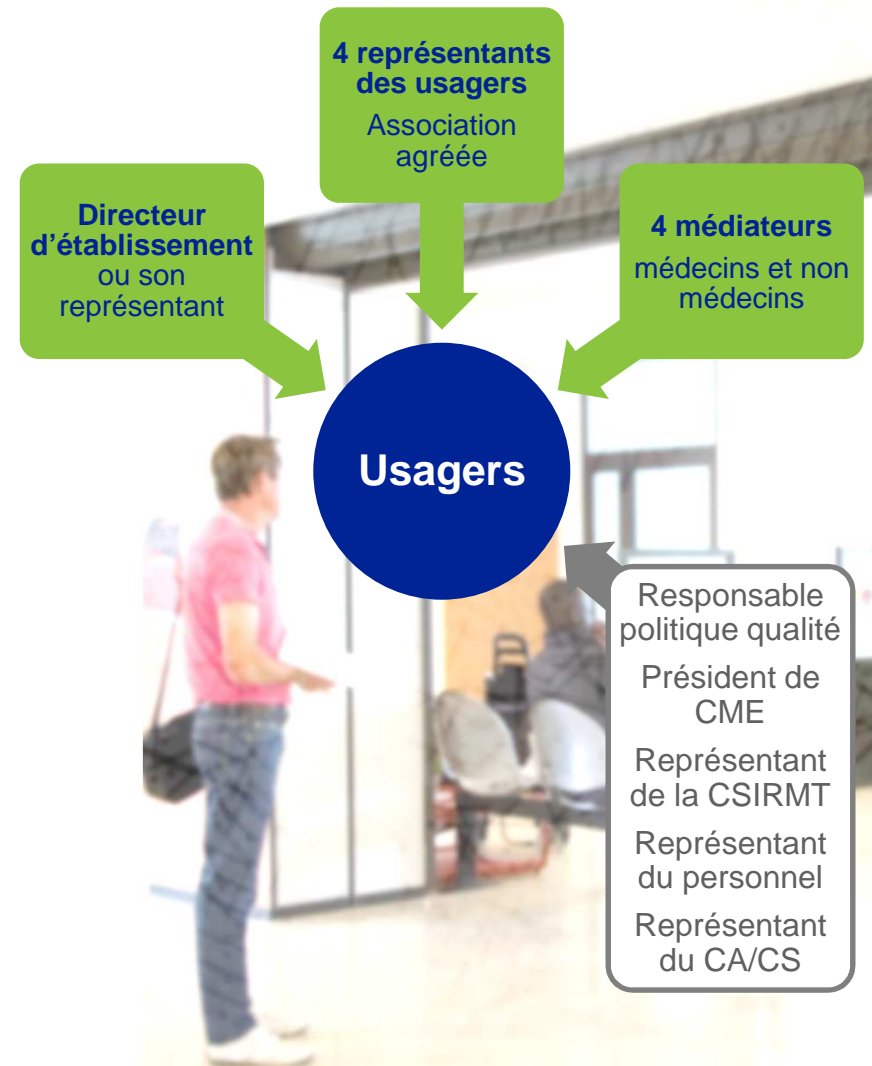 4 représentants
des usagers
Association
agréée
Directeur
d’établissement
ou son
représentant
4 médiateurs
médecins et non
médecins
Usagers
Responsable
politique qualité
Président de
CME
Représentant
de la CSIRMT
Représentant
du personnel
Représentant
du CA/CS